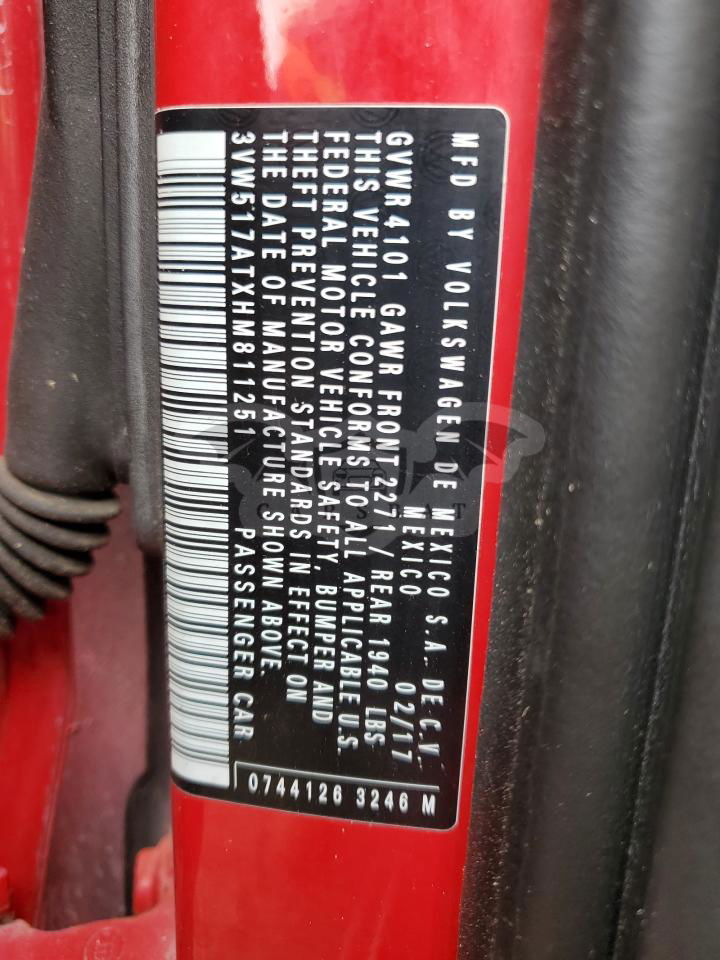 MFD BY VOLKSWAGEN DE MEXICO S.A. DE C.V.
MEXICO 02/17
GVWR 4101 GAWR FRONT 2271 / REAR 1940 LBS
THIS VEHICLE CONFORMS TO ALL APPLICABLE U.S.
FEDERAL MOTOR VEHICLE SAFETY, BUMPER AND
THEFT PREVENTION STANDARDS IN EFFECT ON
THE DATE OF MANUFACTURE SHOWN ABOVE.
3VW517ATXHM811251 PASSENGER CAR
0744126 3246 M